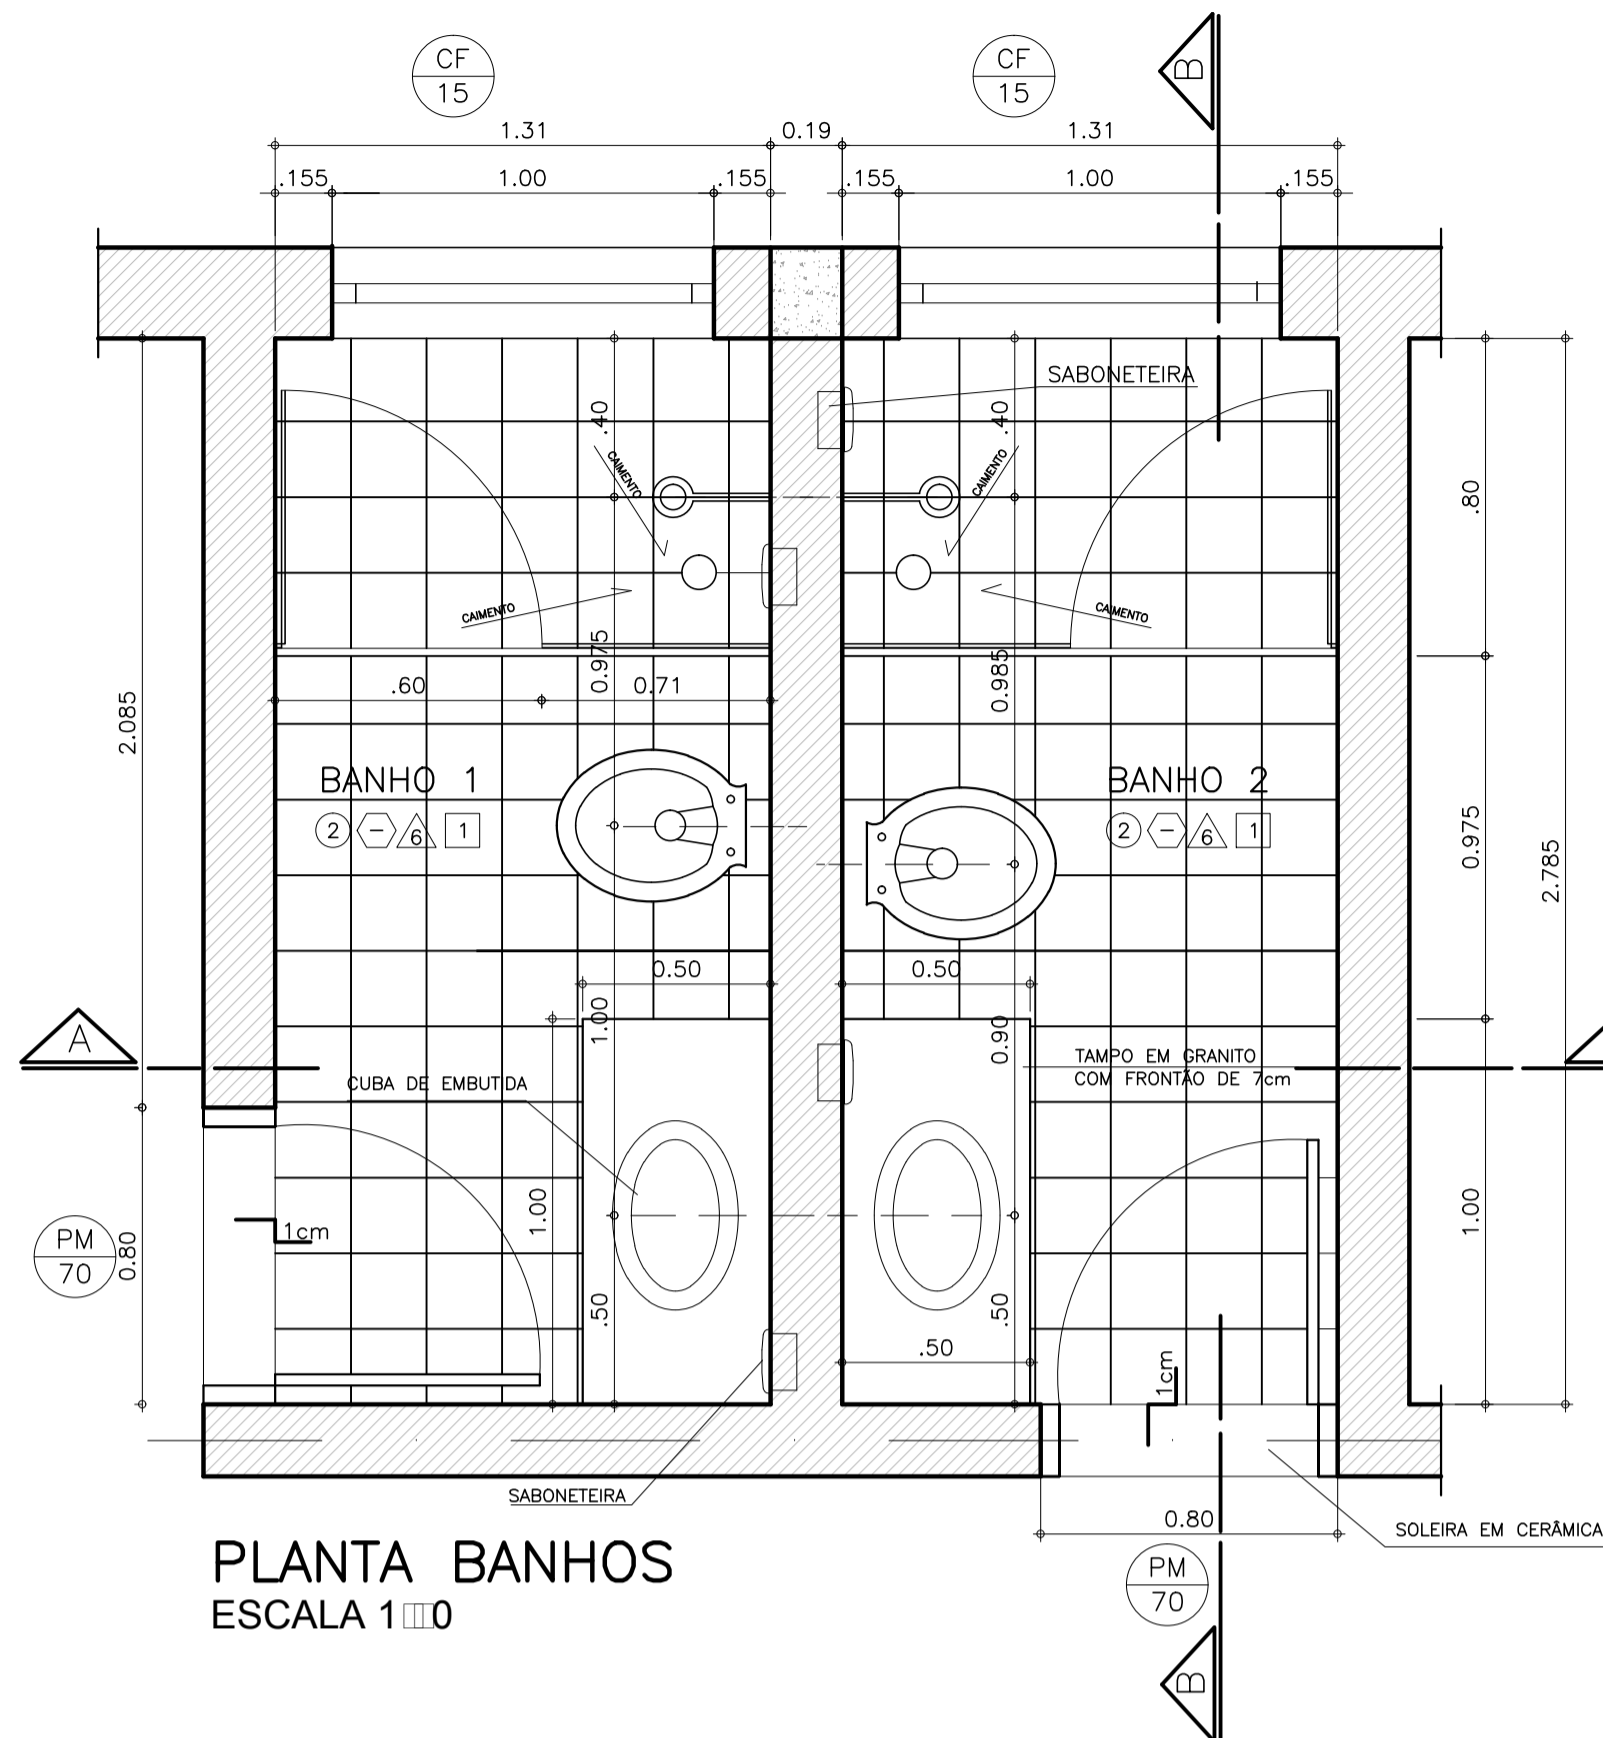 CF
15
CF
15
B
1.31
0.19
1.31
.155
1.00
.155
.155
1.00
.155
SABONETEIRA
.40
.40
CAIMENTO
CAIMENTO
.80
CAIMENTO
CAIMENTO
0.975
0.985
.60
0.71
2.085
BANHO 1
BANHO 2
2
–
6
1
2
–
6
1
0.975
2.785
0.50
0.50
1.00
0.90
A
TAMPO EM GRANITO
COM FRONTÃO DE 7cm
CUBA DE EMBUTIDA
1.00
1.00
PM
70
0.80
1cm
.50
.50
.50
1cm
SABONETEIRA
0.80
SOLEIRA EM CERÂMICA
PLANTA BANHOS
PM
70
B